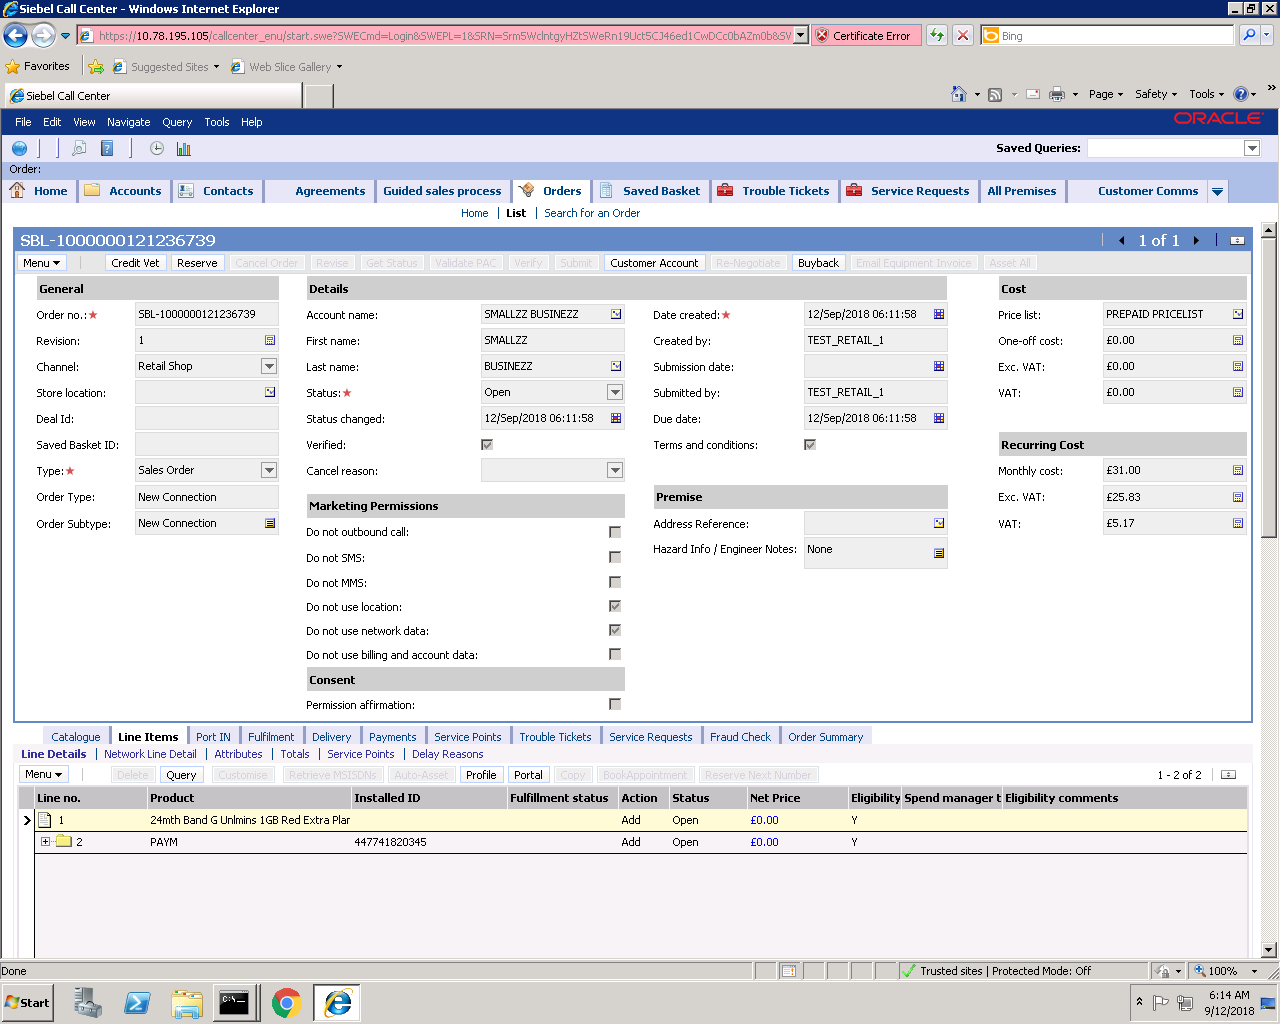 Siebel Call Center - Windows Internet Explorer
https://10.78.195.105/callcenter_enu/start.swe?SWECmd=Login&SWEPL=1&SRN=Srm5WclntgyHZtSWeRn19Uct5CJ46ed1CwDCc0bAZm0b&SV
Certificate Error
Bing
Favorites Suggested Sites Web Slice Gallery
Siebel Call Center
Page Safety Tools
File Edit View Navigate Query Tools Help
ORACLE
Saved Queries:
Order:
Home Accounts Contacts Agreements Guided sales process Orders Saved Basket Trouble Tickets Service Requests All Premises Customer Comms
Home List Search for an Order
SBL-1000000121236739 1 of 1
Menu Credit Vet Reserve Cancel Order Revise Get Status Validate PAC Verify Submit Customer Account Re-Negotiate Buyback Email Equipment Invoice Asset All
General Details Cost
Order no.:★ SBL-1000000121236739 Account name: SMALLZZ BUSINEZZ Date created:★ 12/Sep/2018 06:11:58 Price list: PREPAID PRICELIST
Revision: 1 First name: SMALLZZ Created by: TEST_RETAIL_1 One-off cost: £0.00
Channel: Retail Shop Last name: BUSINEZZ Submission date: Exc. VAT: £0.00
Store location: Status:★ Open Submitted by: TEST_RETAIL_1 VAT: £0.00
Deal Id: Status changed: 12/Sep/2018 06:11:58 Due date: 12/Sep/2018 06:11:58
Saved Basket ID: Verified: Terms and conditions: Recurring Cost
Type:★ Sales Order Cancel reason: Monthly cost: £31.00
Order Type: New Connection Marketing Permissions Premise Exc. VAT: £25.83
Order Subtype: New Connection Do not outbound call: Address Reference: VAT: £5.17
Do not SMS: Hazard Info / Engineer Notes: None
Do not MMS:
Do not use location:
Do not use network data:
Do not use billing and account data:
Consent
Permission affirmation:
Catalogue Line Items Port IN Fulfilment Delivery Payments Service Points Trouble Tickets Service Requests Fraud Check Order Summary
Line Details Network Line Detail Attributes Totals Service Points Delay Reasons
Menu Delete Query Customise Retrieve MSISDNs Auto-Asset Profile Portal Copy BookAppointment Reserve Next Number 1 - 2 of 2
Line no. Product Installed ID Fulfillment status Action Status Net Price Eligibility Spend manager t Eligibility comments
1 24mth Band G Unlmins 1GB Red Extra Plar Add Open £0.00 Y
2 PAYM 447741820345 Add Open £0.00 Y
Done Trusted sites | Protected Mode: Off 100%
Start 6:14 AM
9/12/2018